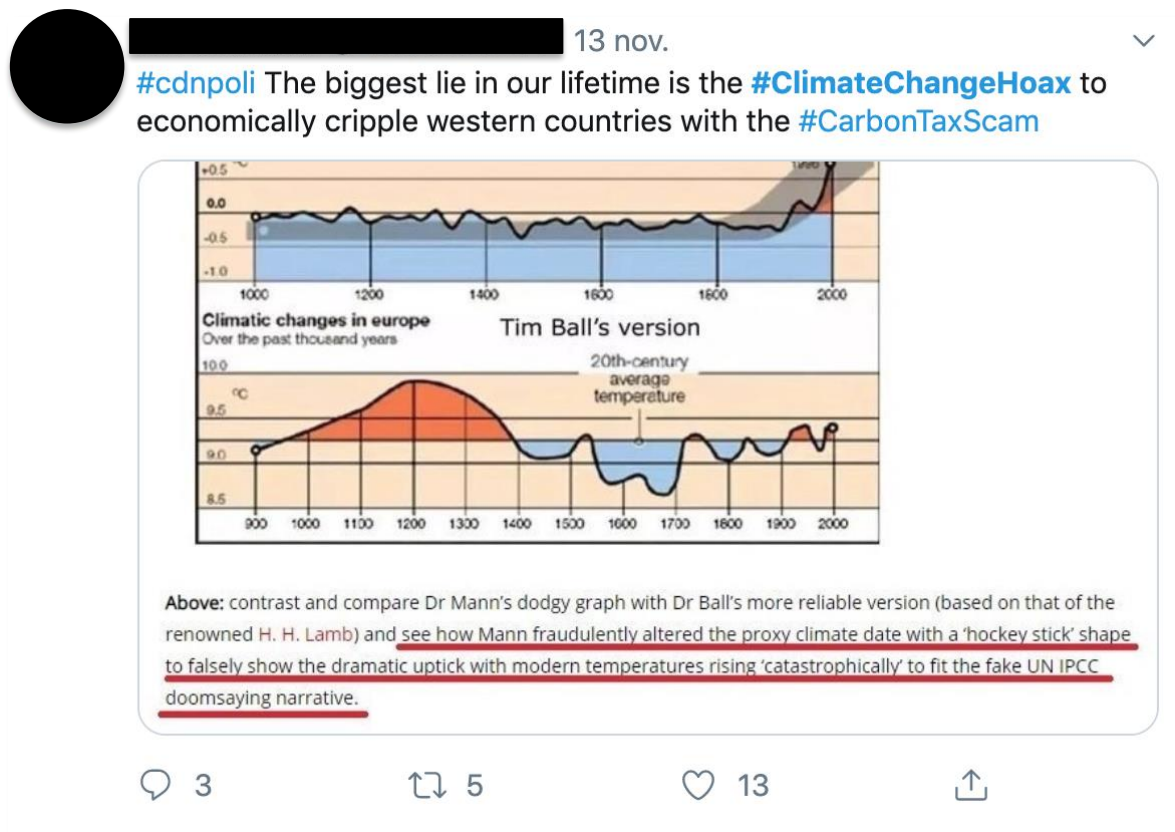 13 nov.
#cdnpoli The biggest lie in our lifetime is the #ClimateChangeHoax to
economically cripple western countries with the #CarbonTaxScam
+0.5
0.0
-0.5
-1.0
1000 1200 1400 1600 1800 2000
Climatic changes in europe
Over the past thousand years
Tim Ball's version
10.0
°C
9.5
9.0
8.5
20th-century
average
temperature
900 1000 1100 1200 1300 1400 1500 1600 1700 1800 1900 2000
Above: contrast and compare Dr Mann's dodgy graph with Dr Ball's more reliable version (based on that of the
renowned H. H. Lamb) and see how Mann fraudulently altered the proxy climate date with a 'hockey stick' shape
to falsely show the dramatic uptick with modern temperatures rising 'catastrophically' to fit the fake UN IPCC
doomsaying narrative.
3 5 13